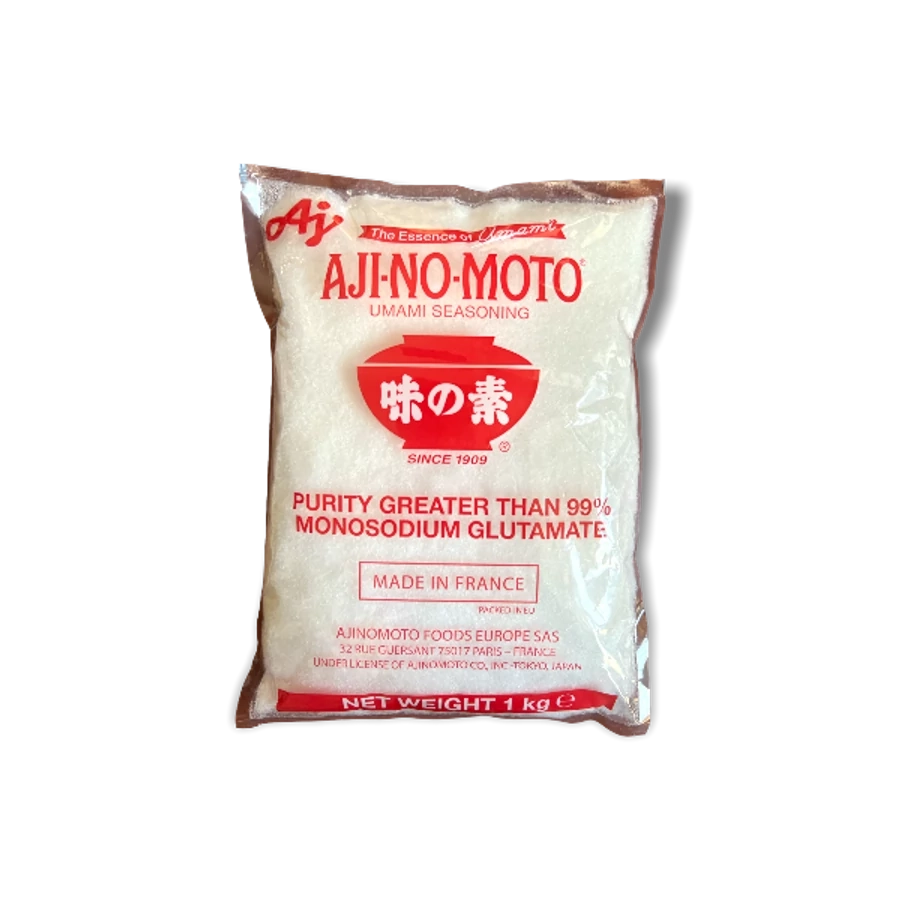 Aj
The Essence of Umami
AJI-NO-MOTO®
UMAMI SEASONING
味の素
®
SINCE 1909
PURITY GREATER THAN 99%
MONOSODIUM GLUTAMATE
MADE IN FRANCE
PACKED IN EU
AJINOMOTO FOODS EUROPE SAS
32 RUE GUERSANT 75017 PARIS – FRANCE
UNDER LICENSE OF AJINOMOTO CO., INC -TOKYO, JAPAN
NET WEIGHT 1 kg ℮